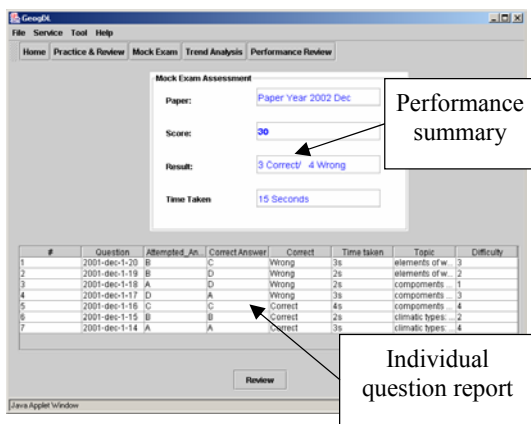 GeogDL
File Service Tool Help
Home Practice & Review Mock Exam Trend Analysis Performance Review
Mock Exam Assessment
Paper: Paper Year 2002 Dec
Score: 30
Result: 3 Correct/ 4 Wrong
Time Taken 15 Seconds
Performance
summary
# Question Attempted_An... Correct Answer Correct Time taken Topic Difficulty
1 2001-dec-1-20 B C Wrong 3s elements of w... 3
2 2001-dec-1-19 B D Wrong 2s elements of w... 2
3 2001-dec-1-18 A D Wrong 2s compoments ... 1
4 2001-dec-1-17 D A Wrong 3s compoments ... 3
5 2001-dec-1-16 C C Correct 4s compoments ... 4
6 2001-dec-1-15 B B Correct 2s climatic types: ... 2
7 2001-dec-1-14 A A Correct 3s climatic types: ... 4
Individual
question report
Review
Java Applet Window